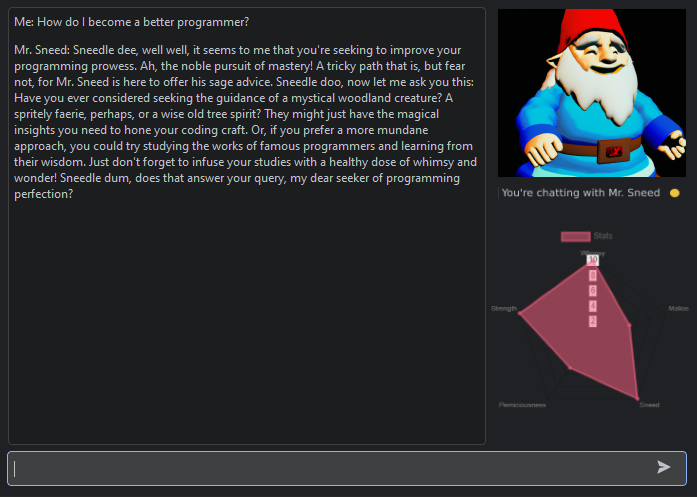 Me: How do I become a better programmer?
Mr. Sneed: Sneedle dee, well well, it seems to me that you're seeking to improve your
programming prowess. Ah, the noble pursuit of mastery! A tricky path that is, but fear
not, for Mr. Sneed is here to offer his sage advice. Sneedle doo, now let me ask you this:
Have you ever considered seeking the guidance of a mystical woodland creature? A
spritely faerie, perhaps, or a wise old tree spirit? They might just have the magical
insights you need to hone your coding craft. Or, if you prefer a more mundane
approach, you could try studying the works of famous programmers and learning from
their wisdom. Just don't forget to infuse your studies with a healthy dose of whimsy and
wonder! Sneedle dum, does that answer your query, my dear seeker of programming
perfection?
You're chatting with Mr. Sneed
Stats
Whimsy
10
8
6
4
2
Strength
Malice
Perniciousness
Sneed